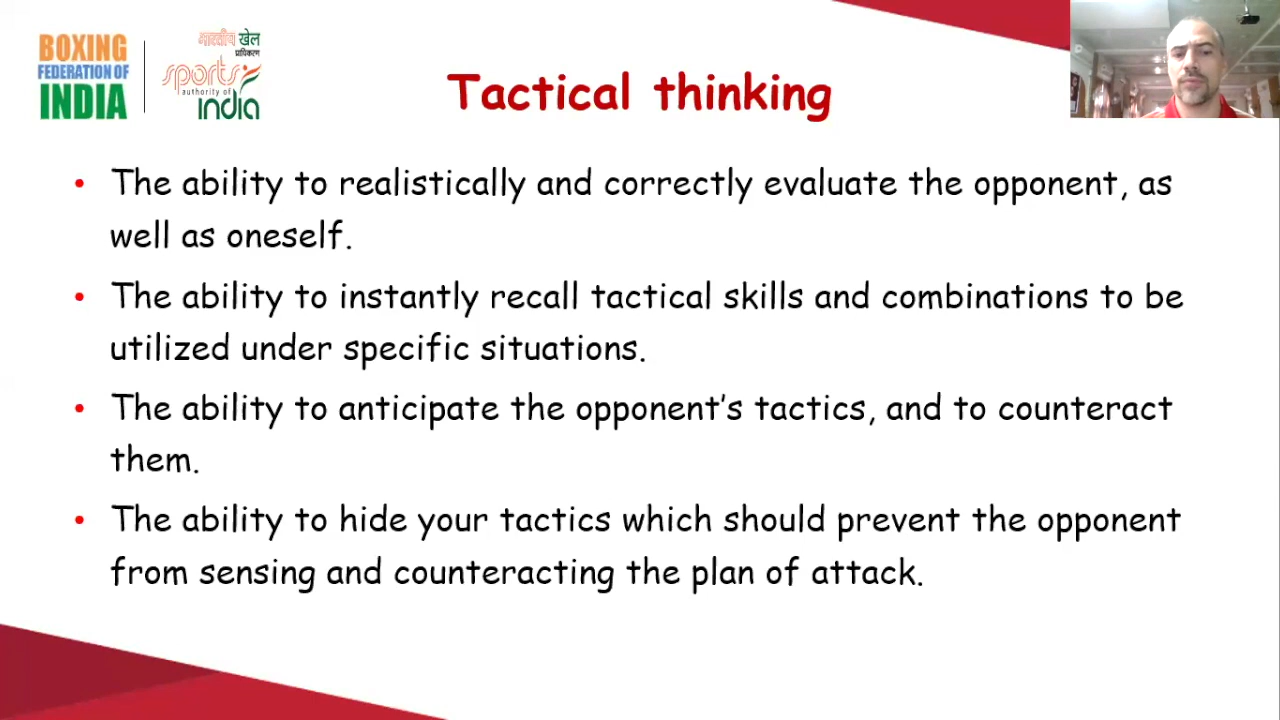 BOXING
FEDERATION OF
INDIA
भारतीय खेल
प्राधिकरण
sports
authority of
india
Tactical thinking
• The ability to realistically and correctly evaluate the opponent, as
well as oneself.
• The ability to instantly recall tactical skills and combinations to be
utilized under specific situations.
• The ability to anticipate the opponent’s tactics, and to counteract
them.
• The ability to hide your tactics which should prevent the opponent
from sensing and counteracting the plan of attack.